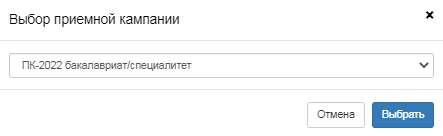 Выбор приемной кампании ×
ПК-2022 бакалавриат/специалитет
Отмена Выбрать